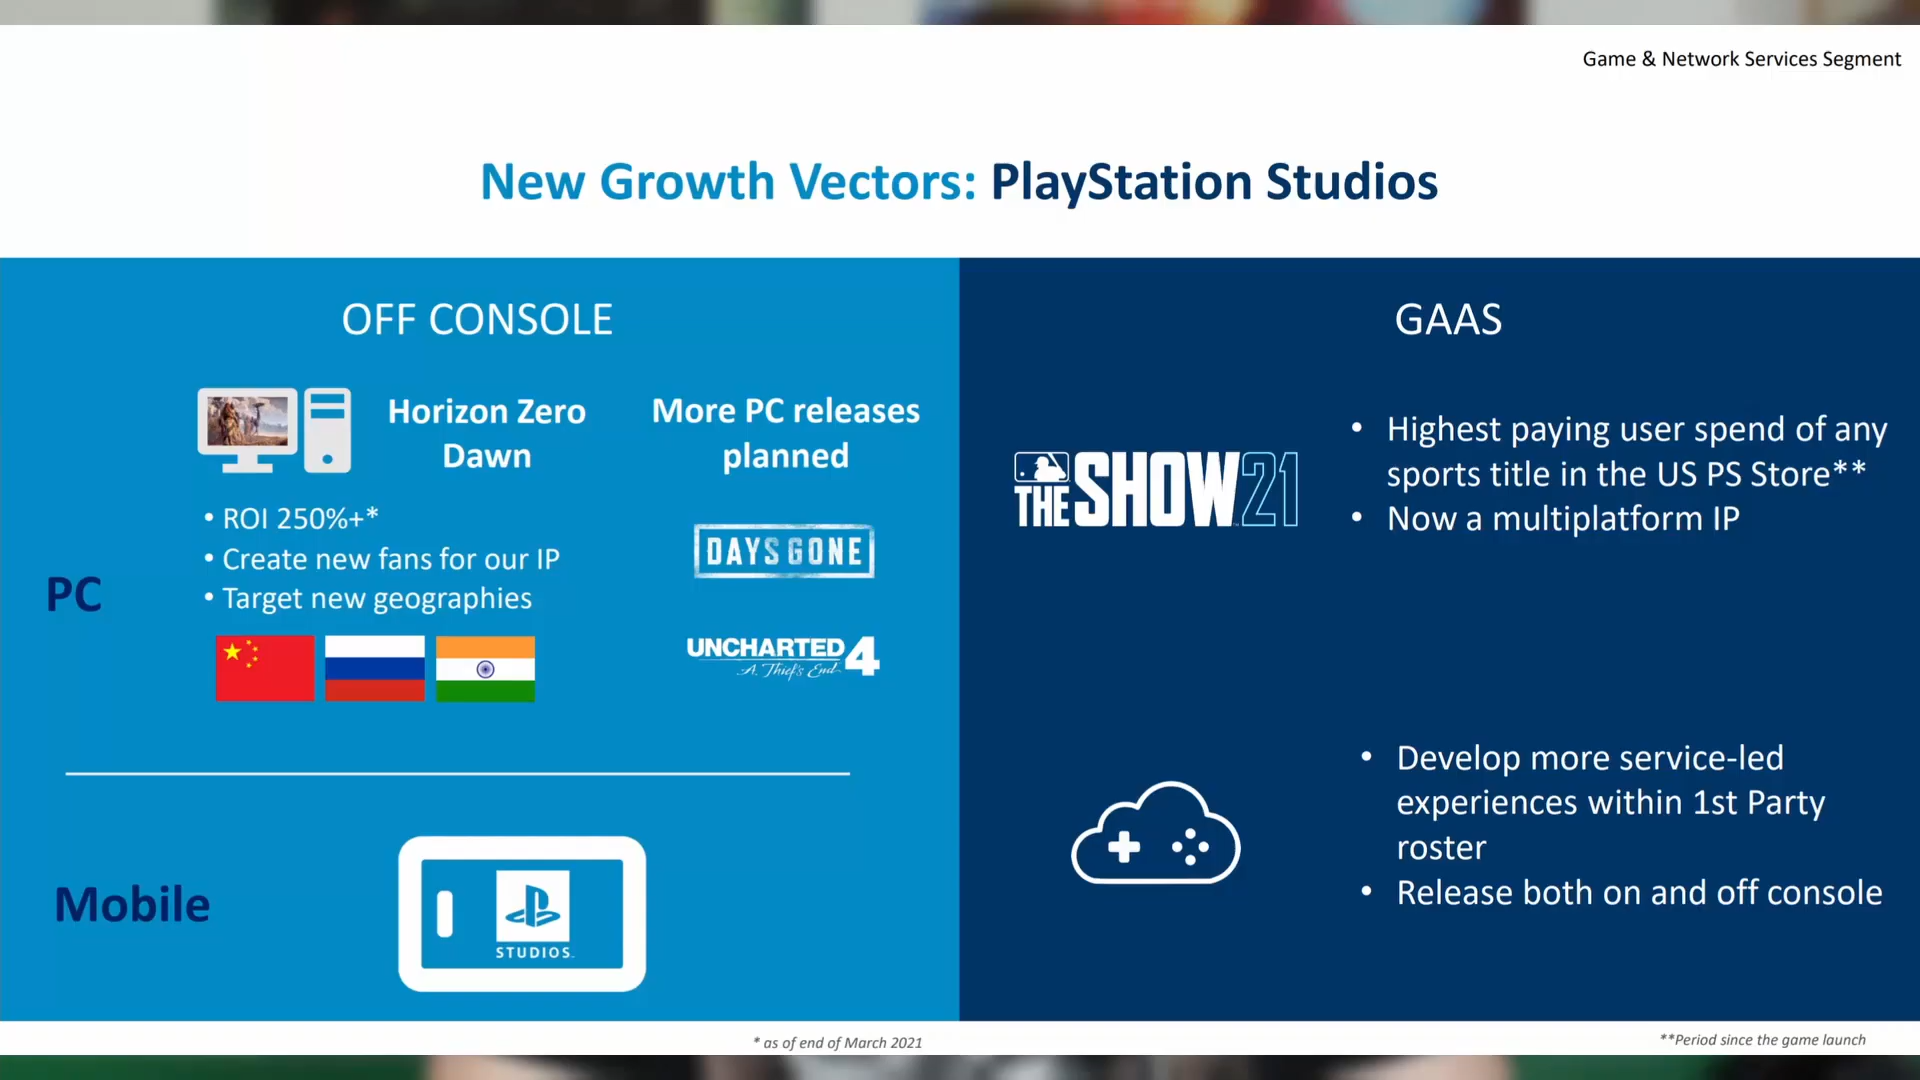 Game & Network Services Segment
New Growth Vectors: PlayStation Studios
OFF CONSOLE
Horizon Zero
Dawn
More PC releases
planned
PC
• ROI 250%+*
• Create new fans for our IP
• Target new geographies
DAYS GONE
UNCHARTED 4
A Thief's End
Mobile
STUDIOS™
GAAS
THE SHOW 21
• Highest paying user spend of any
sports title in the US PS Store**
• Now a multiplatform IP
• Develop more service-led
experiences within 1st Party
roster
• Release both on and off console
* as of end of March 2021
**Period since the game launch